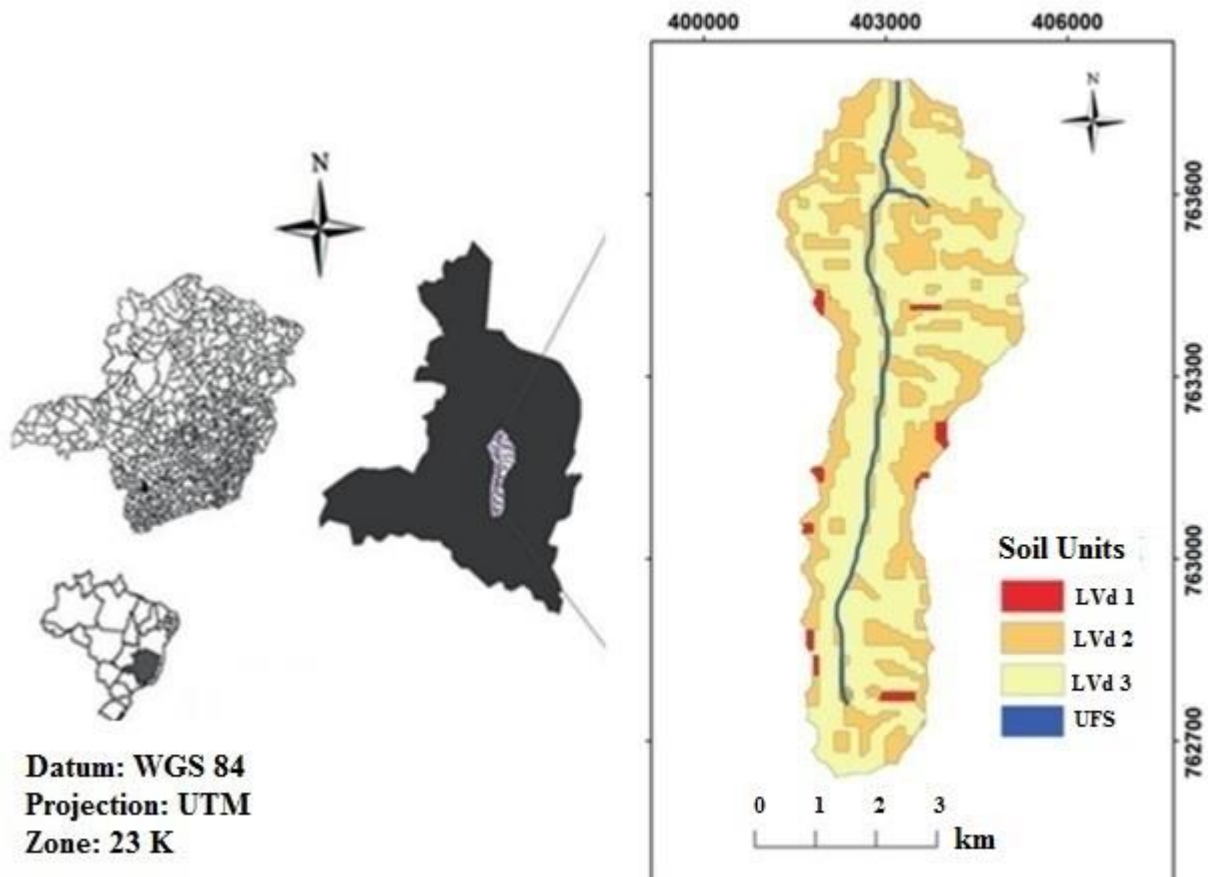 400000 403000 406000
N
N
763600
763300
763000
762700
Soil Units
LVd 1
LVd 2
LVd 3
UFS
0 1 2 3
km
Datum: WGS 84
Projection: UTM
Zone: 23 K